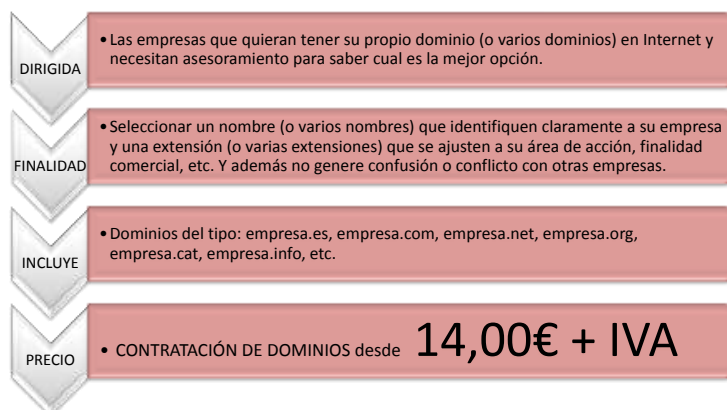 DIRIGIDA
• Las empresas que quieran tener su propio dominio (o varios dominios) en Internet y
necesitan asesoramiento para saber cual es la mejor opción.
FINALIDAD
• Seleccionar un nombre (o varios nombres) que identifiquen claramente a su empresa
y una extensión (o varias extensiones) que se ajusten a su área de acción, finalidad
comercial, etc. Y además no genere confusión o conflicto con otras empresas.
INCLUYE
• Dominios del tipo: empresa.es, empresa.com, empresa.net, empresa.org,
empresa.cat, empresa.info, etc.
PRECIO
• CONTRATACIÓN DE DOMINIOS desde 14,00€ + IVA